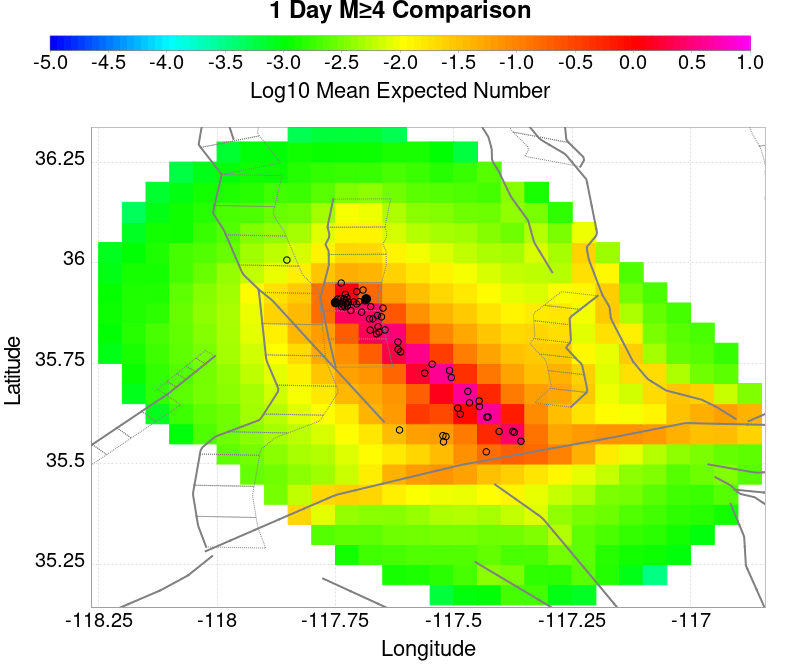 1 Day M≥4 Comparison
-5.0 -4.5 -4.0 -3.5 -3.0 -2.5 -2.0 -1.5 -1.0 -0.5 0.0 0.5 1.0
Log10 Mean Expected Number
36.25
36
35.75
35.5
35.25
Latitude
-118.25 -118 -117.75 -117.5 -117.25 -117
Longitude